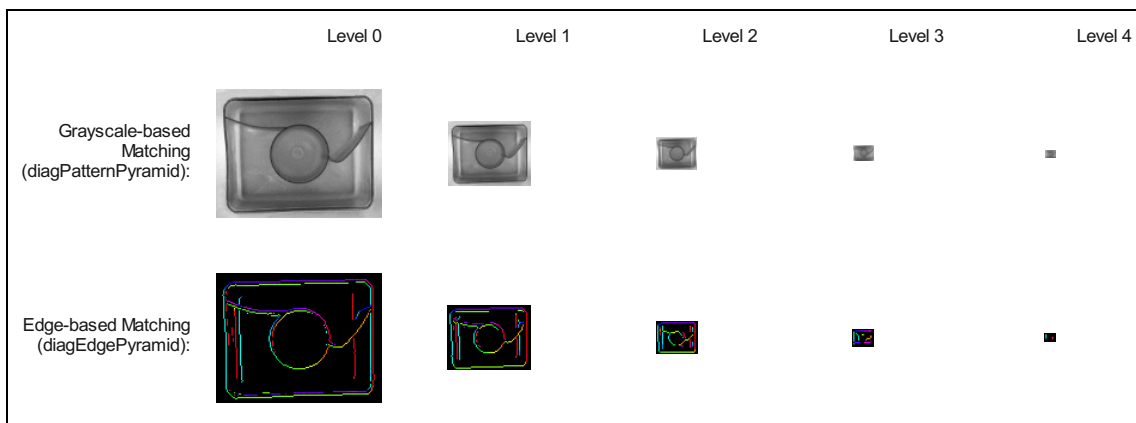 Level 0 Level 1 Level 2 Level 3 Level 4
Grayscale-based
Matching
(diagPatternPyramid):
Edge-based Matching
(diagEdgePyramid):